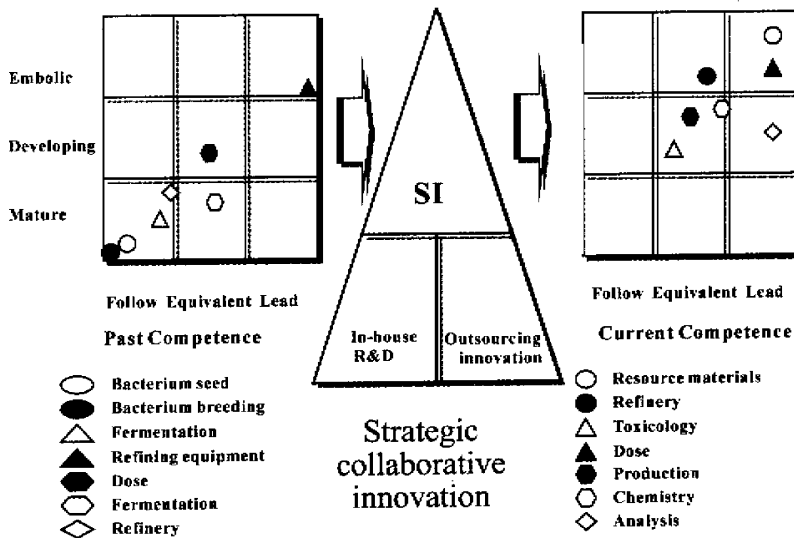 Embolic
Developing
Mature
Follow Equivalent Lead
Past Competence
Bacterium seed
Bacterium breeding
Fermentation
Refining equipment
Dose
Fermentation
Refinery
SI
In-house
R&D
Outsourcing
innovation
Strategic
collaborative
innovation
Follow Equivalent Lead
Current Competence
Resource materials
Refinery
Toxicology
Dose
Production
Chemistry
Analysis